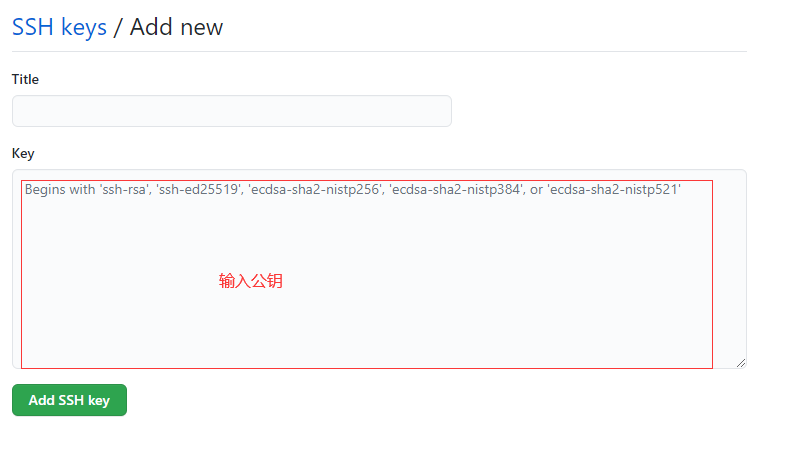 SSH keys / Add new
Title
Key
Begins with 'ssh-rsa', 'ssh-ed25519', 'ecdsa-sha2-nistp256', 'ecdsa-sha2-nistp384', or 'ecdsa-sha2-nistp521'
输入公钥
Add SSH key